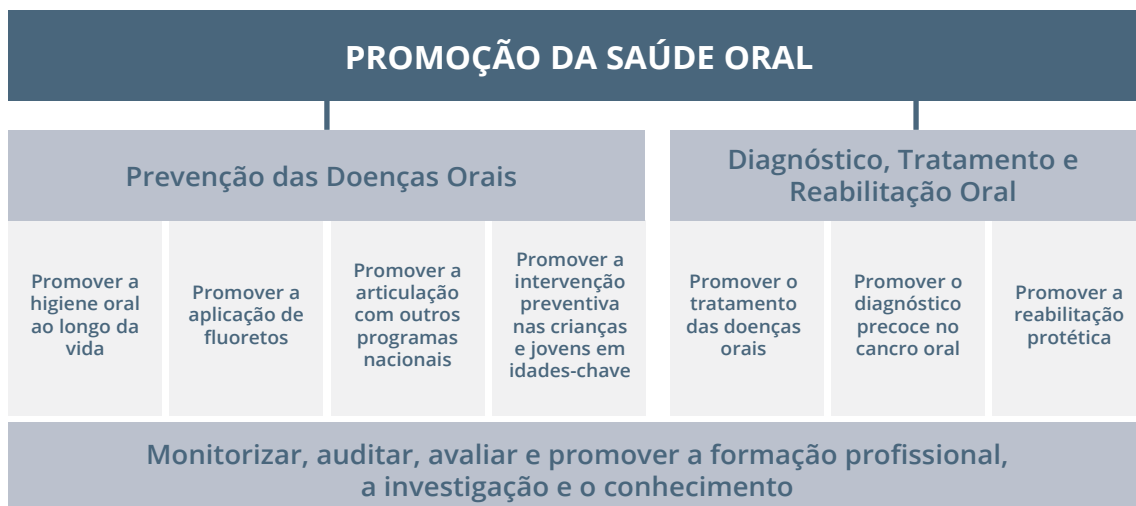 PROMOÇÃO DA SAÚDE ORAL
Prevenção das Doenças Orais
Diagnóstico, Tratamento e
Reabilitação Oral
Promover a
higiene oral
ao longo da
vida
Promover a
aplicação de
fluoretos
Promover a
articulação
com outros
programas
nacionais
Promover a
intervenção
preventiva
nas crianças
e jovens em
idades-chave
Promover o
tratamento
das doenças
orais
Promover o
diagnóstico
precoce no
cancro oral
Promover a
reabilitação
protética
Monitorizar, auditar, avaliar e promover a formação profissional,
a investigação e o conhecimento